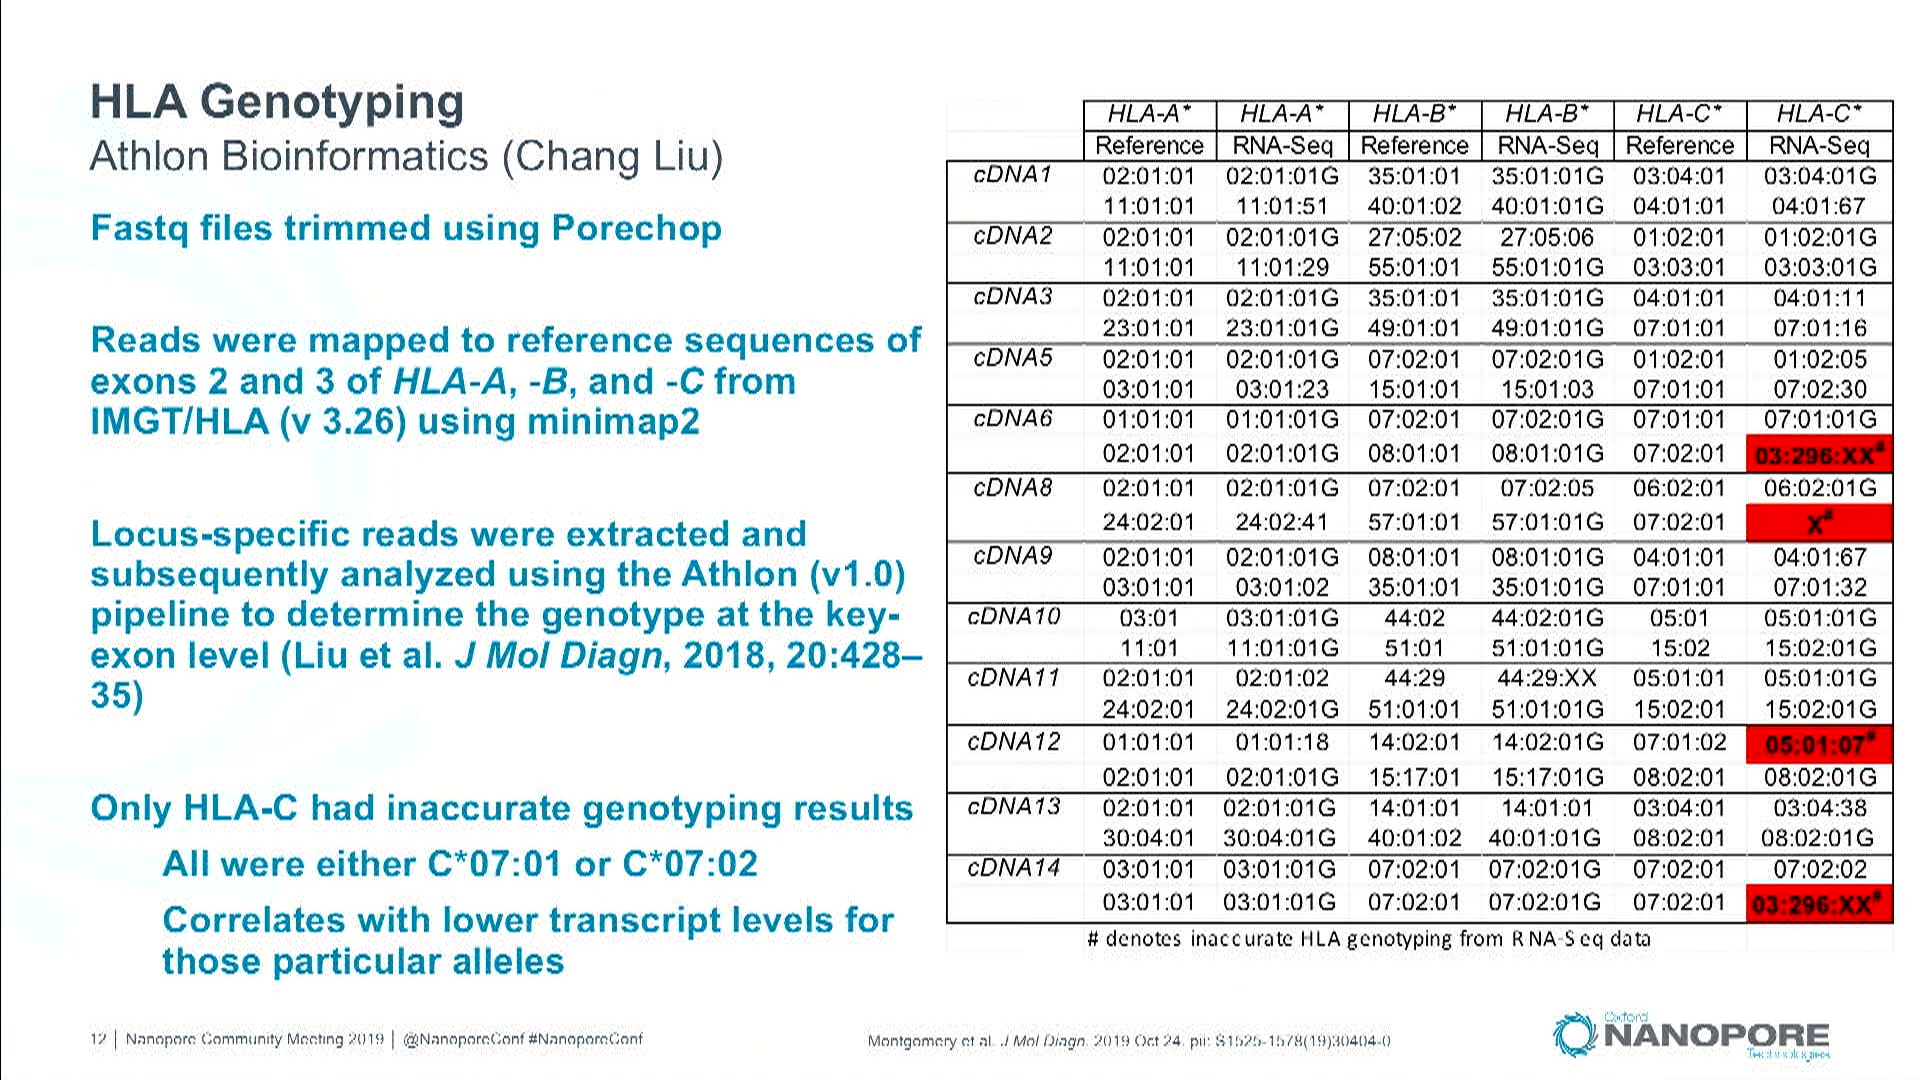 HLA Genotyping
Athlon Bioinformatics (Chang Liu)
Fastq files trimmed using Porechop
Reads were mapped to reference sequences of
exons 2 and 3 of HLA-A, -B, and -C from
IMGT/HLA (v 3.26) using minimap2
Locus-specific reads were extracted and
subsequently analyzed using the Athlon (v1.0)
pipeline to determine the genotype at the key-
exon level (Liu et al. J Mol Diagn, 2018, 20:428–
35)
Only HLA-C had inaccurate genotyping results
All were either C*07:01 or C*07:02
Correlates with lower transcript levels for
those particular alleles
HLA-A* HLA-A* HLA-B* HLA-B* HLA-C* HLA-C*
Reference RNA-Seq Reference RNA-Seq Reference RNA-Seq
cDNA1 02:01:01 02:01:01G 35:01:01 35:01:01G 03:04:01 03:04:01G
11:01:01 11:01:51 40:01:02 40:01:01G 04:01:01 04:01:67
cDNA2 02:01:01 02:01:01G 27:05:02 27:05:06 01:02:01 01:02:01G
11:01:01 11:01:29 55:01:01 55:01:01G 03:03:01 03:03:01G
cDNA3 02:01:01 02:01:01G 35:01:01 35:01:01G 04:01:01 04:01:11
23:01:01 23:01:01G 49:01:01 49:01:01G 07:01:01 07:01:16
cDNA5 02:01:01 02:01:01G 07:02:01 07:02:01G 01:02:01 01:02:05
03:01:01 03:01:23 15:01:01 15:01:03 07:01:01 07:02:30
cDNA6 01:01:01 01:01:01G 07:02:01 07:02:01G 07:01:01 07:01:01G
02:01:01 02:01:01G 08:01:01 08:01:01G 07:02:01 03:296:XX#
cDNA8 02:01:01 02:01:01G 07:02:01 07:02:05 06:02:01 06:02:01G
24:02:01 24:02:41 57:01:01 57:01:01G 07:02:01 X#
cDNA9 02:01:01 02:01:01G 08:01:01 08:01:01G 04:01:01 04:01:67
03:01:01 03:01:02 35:01:01 35:01:01G 07:01:01 07:01:32
cDNA10 03:01 03:01:01G 44:02 44:02:01G 05:01 05:01:01G
11:01 11:01:01G 51:01 51:01:01G 15:02 15:02:01G
cDNA11 02:01:01 02:01:02 44:29 44:29:XX 05:01:01 05:01:01G
24:02:01 24:02:01G 51:01:01 51:01:01G 15:02:01 15:02:01G
cDNA12 01:01:01 01:01:18 14:02:01 14:02:01G 07:01:02 05:01:07#
02:01:01 02:01:01G 15:17:01 15:17:01G 08:02:01 08:02:01G
cDNA13 02:01:01 02:01:01G 14:01:01 14:01:01 03:04:01 03:04:38
30:04:01 30:04:01G 40:01:02 40:01:01G 08:02:01 08:02:01G
cDNA14 03:01:01 03:01:01G 07:02:01 07:02:01G 07:02:01 07:02:02
03:01:01 03:01:01G 07:02:01 07:02:01G 07:02:01 03:296:XX#
# denotes inaccurate HLA genotyping from RNA-Seq data
12 | Nanopore Community Meeting 2019 | @NanoporeConf #NanoporeConf
Montgomery et al. J Mol Diagn. 2019 Oct 24. pii: S1525-1578(19)30404-0
Oxford
NANOPORE
Technologies